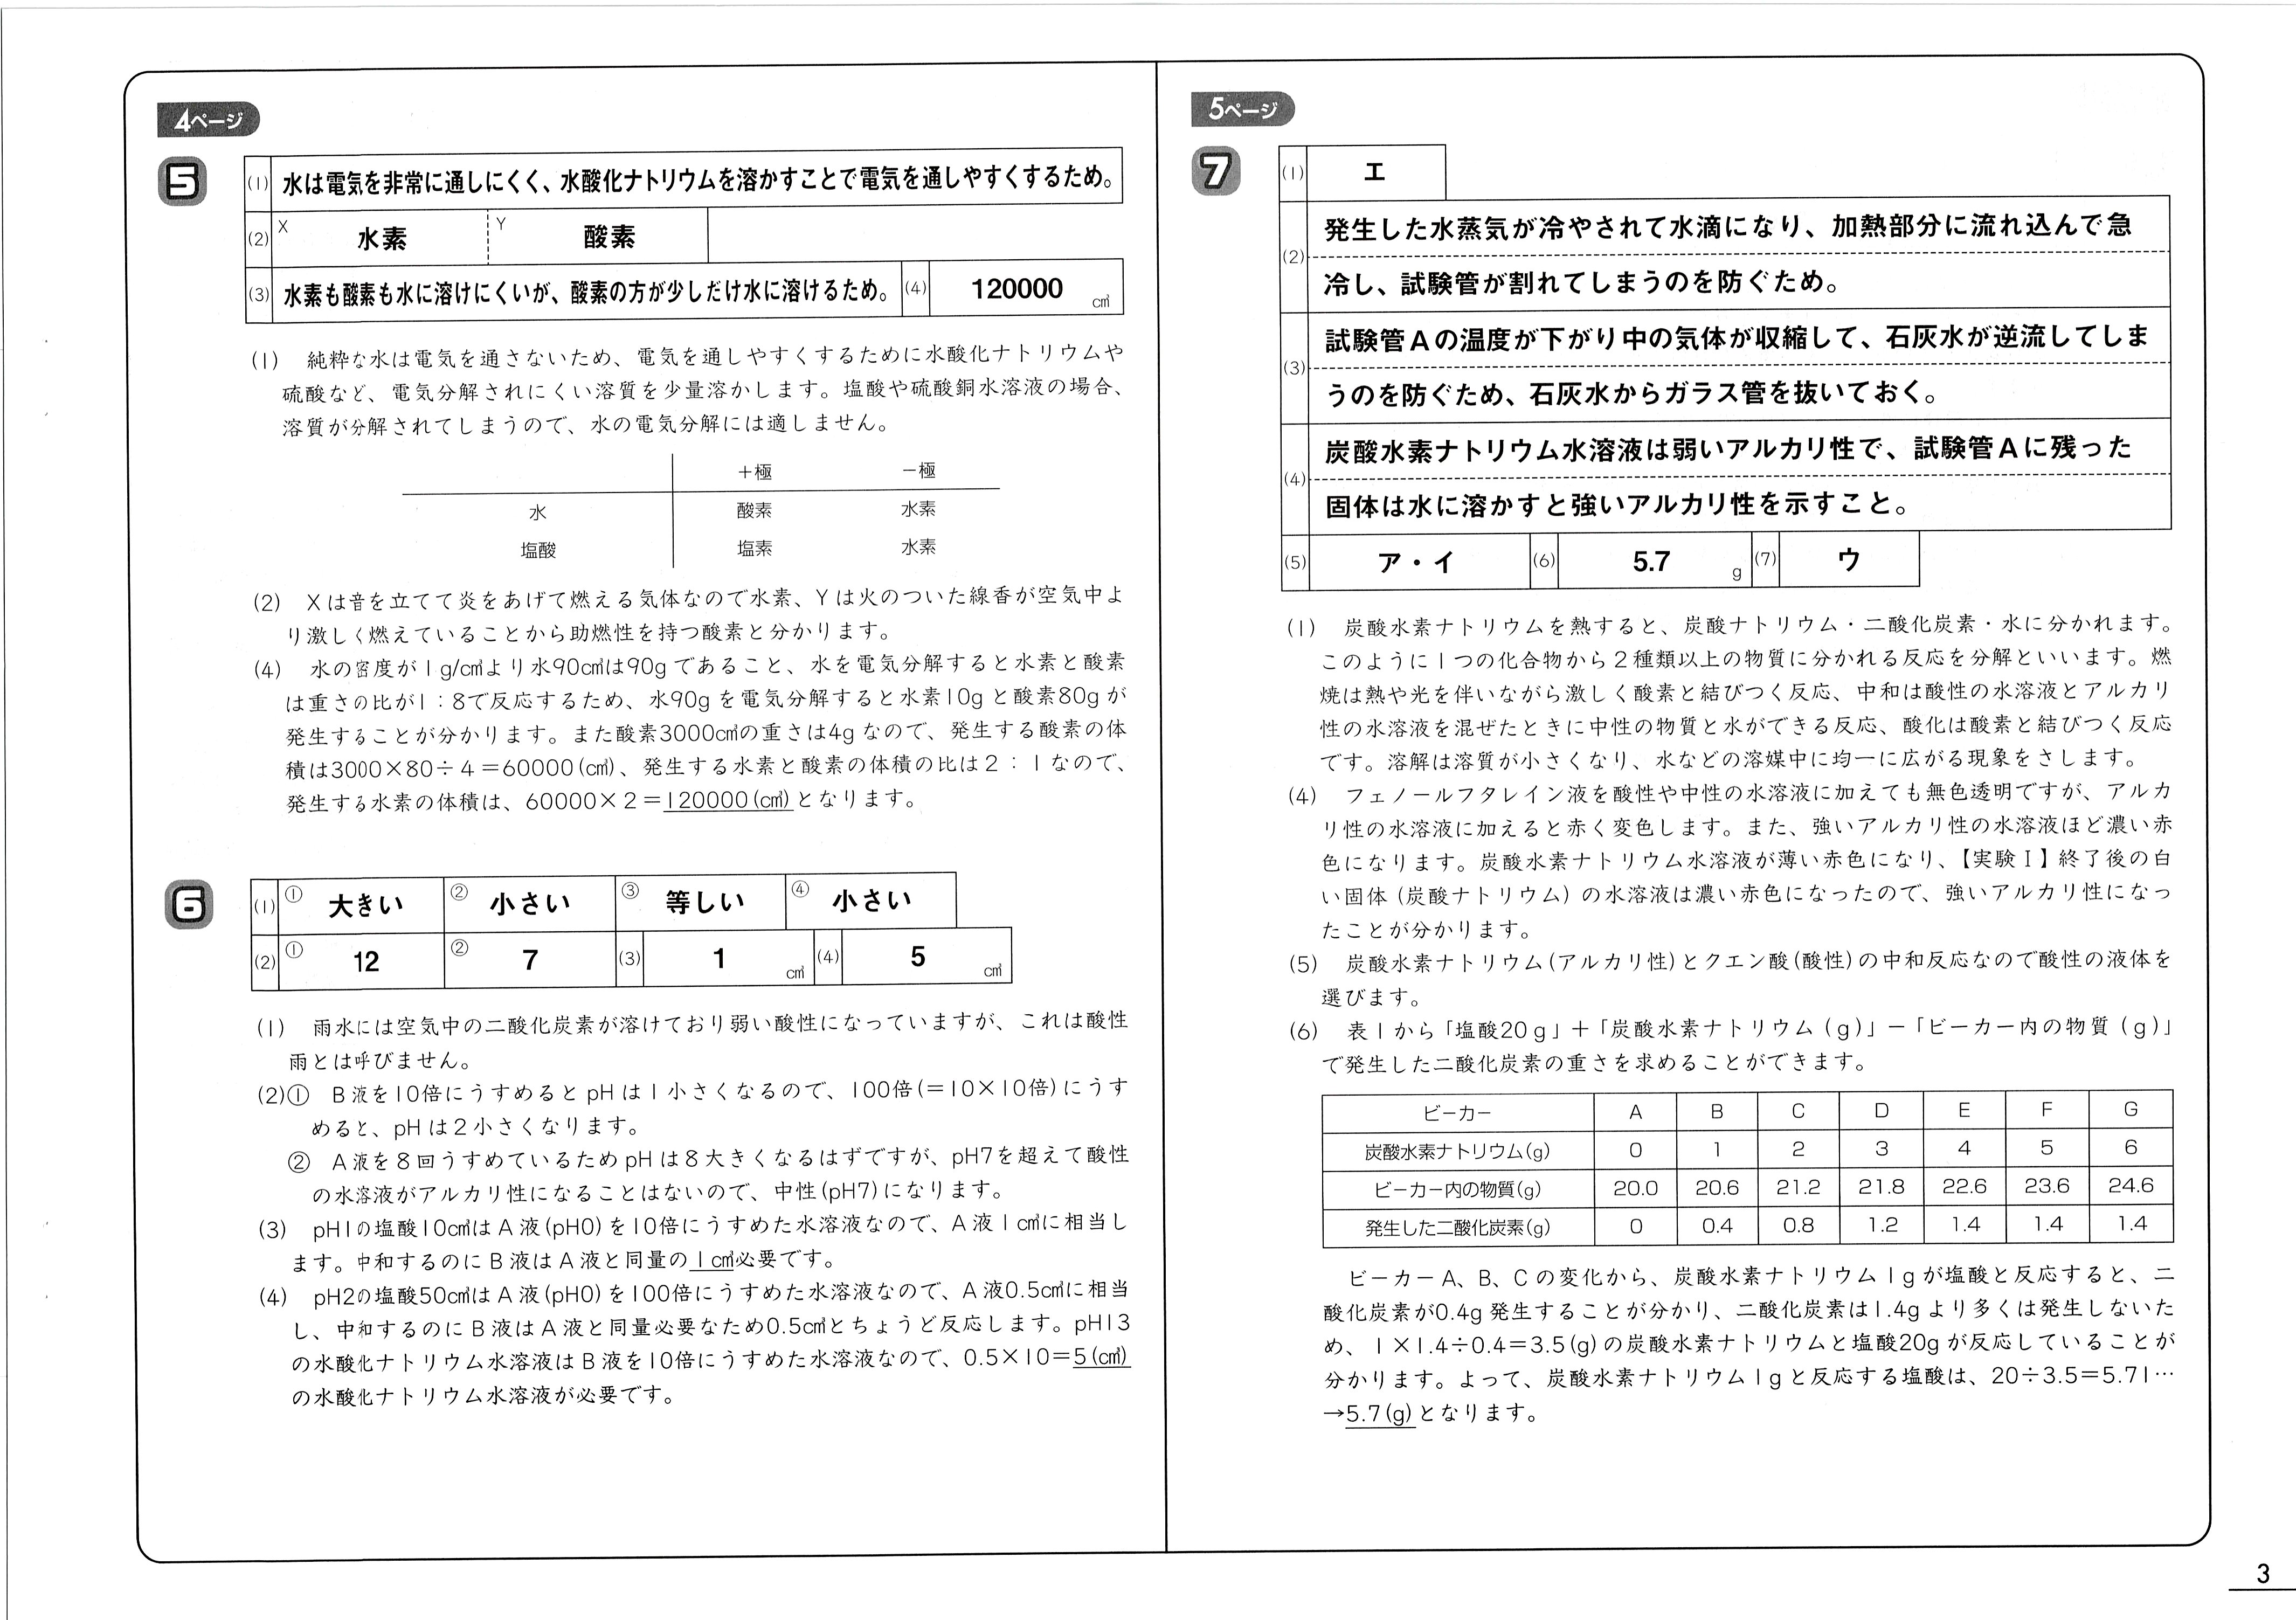 4ページ
5
(1) 水は電気を非常に通しにくく、水酸化ナトリウムを溶かすことで電気を通しやすくするため。
(2) X 水素 Y 酸素
(3) 水素も酸素も水に溶けにくいが、酸素の方が少しだけ水に溶けるため。 (4) 120000 ㎤
(1) 純粋な水は電気を通さないため、電気を通しやすくするために水酸化ナトリウムや
硫酸など、電気分解されにくい溶質を少量溶かします。塩酸や硫酸銅水溶液の場合、
溶質が分解されてしまうので、水の電気分解には適しません。
＋極 －極
水 酸素 水素
塩酸 塩素 水素
(2) Xは音を立てて炎をあげて燃える気体なので水素、Yは火のついた線香が空気中よ
り激しく燃えていることから助燃性を持つ酸素と分かります。
(4) 水の密度が1g/㎤より水90㎤は90gであること、水を電気分解すると水素と酸素
は重さの比が1：8で反応するため、水90gを電気分解すると水素10gと酸素80gが
発生することが分かります。また酸素3000㎤の重さは4gなので、発生する酸素の体
積は3000×80÷4＝60000(㎤)、発生する水素と酸素の体積の比は2：1なので、
発生する水素の体積は、60000×2＝120000(㎤)となります。
6
(1) ① 大きい ② 小さい ③ 等しい ④ 小さい
(2) ① 12 ② 7 (3) 1 ㎤ (4) 5 ㎤
(1) 雨水には空気中の二酸化炭素が溶けており弱い酸性になっていますが、これは酸性
雨とは呼びません。
(2)① B液を10倍にうすめるとpHは1小さくなるので、100倍(＝10×10倍)にうす
めると、pHは2小さくなります。
② A液を8回うすめているためpHは8大きくなるはずですが、pH7を超えて酸性
の水溶液がアルカリ性になることはないので、中性(pH7)になります。
(3) pH1の塩酸10㎤はA液(pH0)を10倍にうすめた水溶液なので、A液1㎤に相当し
ます。中和するのにB液はA液と同量の1㎤必要です。
(4) pH2の塩酸50㎤はA液(pH0)を100倍にうすめた水溶液なので、A液0.5㎤に相当
し、中和するのにB液はA液と同量必要なため0.5㎤とちょうど反応します。pH13
の水酸化ナトリウム水溶液はB液を10倍にうすめた水溶液なので、0.5×10＝5(㎤)
の水酸化ナトリウム水溶液が必要です。
5ページ
7
(1) エ
(2) 発生した水蒸気が冷やされて水滴になり、加熱部分に流れ込んで急
冷し、試験管が割れてしまうのを防ぐため。
(3) 試験管Aの温度が下がり中の気体が収縮して、石灰水が逆流してしま
うのを防ぐため、石灰水からガラス管を抜いておく。
(4) 炭酸水素ナトリウム水溶液は弱いアルカリ性で、試験管Aに残った
固体は水に溶かすと強いアルカリ性を示すこと。
(5) ア・イ (6) 5.7 g (7) ウ
(1) 炭酸水素ナトリウムを熱すると、炭酸ナトリウム・二酸化炭素・水に分かれます。
このように1つの化合物から2種類以上の物質に分かれる反応を分解といいます。燃
焼は熱や光を伴いながら激しく酸素と結びつく反応、中和は酸性の水溶液とアルカリ
性の水溶液を混ぜたときに中性の物質と水ができる反応、酸化は酸素と結びつく反応
です。溶解は溶質が小さくなり、水などの溶媒中に均一に広がる現象をさします。
(4) フェノールフタレイン液を酸性や中性の水溶液に加えても無色透明ですが、アルカ
リ性の水溶液に加えると赤く変色します。また、強いアルカリ性の水溶液ほど濃い赤
色になります。炭酸水素ナトリウム水溶液が薄い赤色になり、【実験Ⅰ】終了後の白
い固体(炭酸ナトリウム)の水溶液は濃い赤色になったので、強いアルカリ性になっ
たことが分かります。
(5) 炭酸水素ナトリウム(アルカリ性)とクエン酸(酸性)の中和反応なので酸性の液体を
選びます。
(6) 表1から「塩酸20g」＋「炭酸水素ナトリウム(g)」－「ビーカー内の物質(g)」
で発生した二酸化炭素の重さを求めることができます。
ビーカー A B C D E F G
炭酸水素ナトリウム(g) 0 1 2 3 4 5 6
ビーカー内の物質(g) 20.0 20.6 21.2 21.8 22.6 23.6 24.6
発生した二酸化炭素(g) 0 0.4 0.8 1.2 1.4 1.4 1.4
ビーカーA、B、Cの変化から、炭酸水素ナトリウム1gが塩酸と反応すると、二
酸化炭素が0.4g発生することが分かり、二酸化炭素は1.4gより多くは発生しないた
め、1×1.4÷0.4＝3.5(g)の炭酸水素ナトリウムと塩酸20gが反応していることが
分かります。よって、炭酸水素ナトリウム1gと反応する塩酸は、20÷3.5＝5.71…
→5.7(g)となります。
3